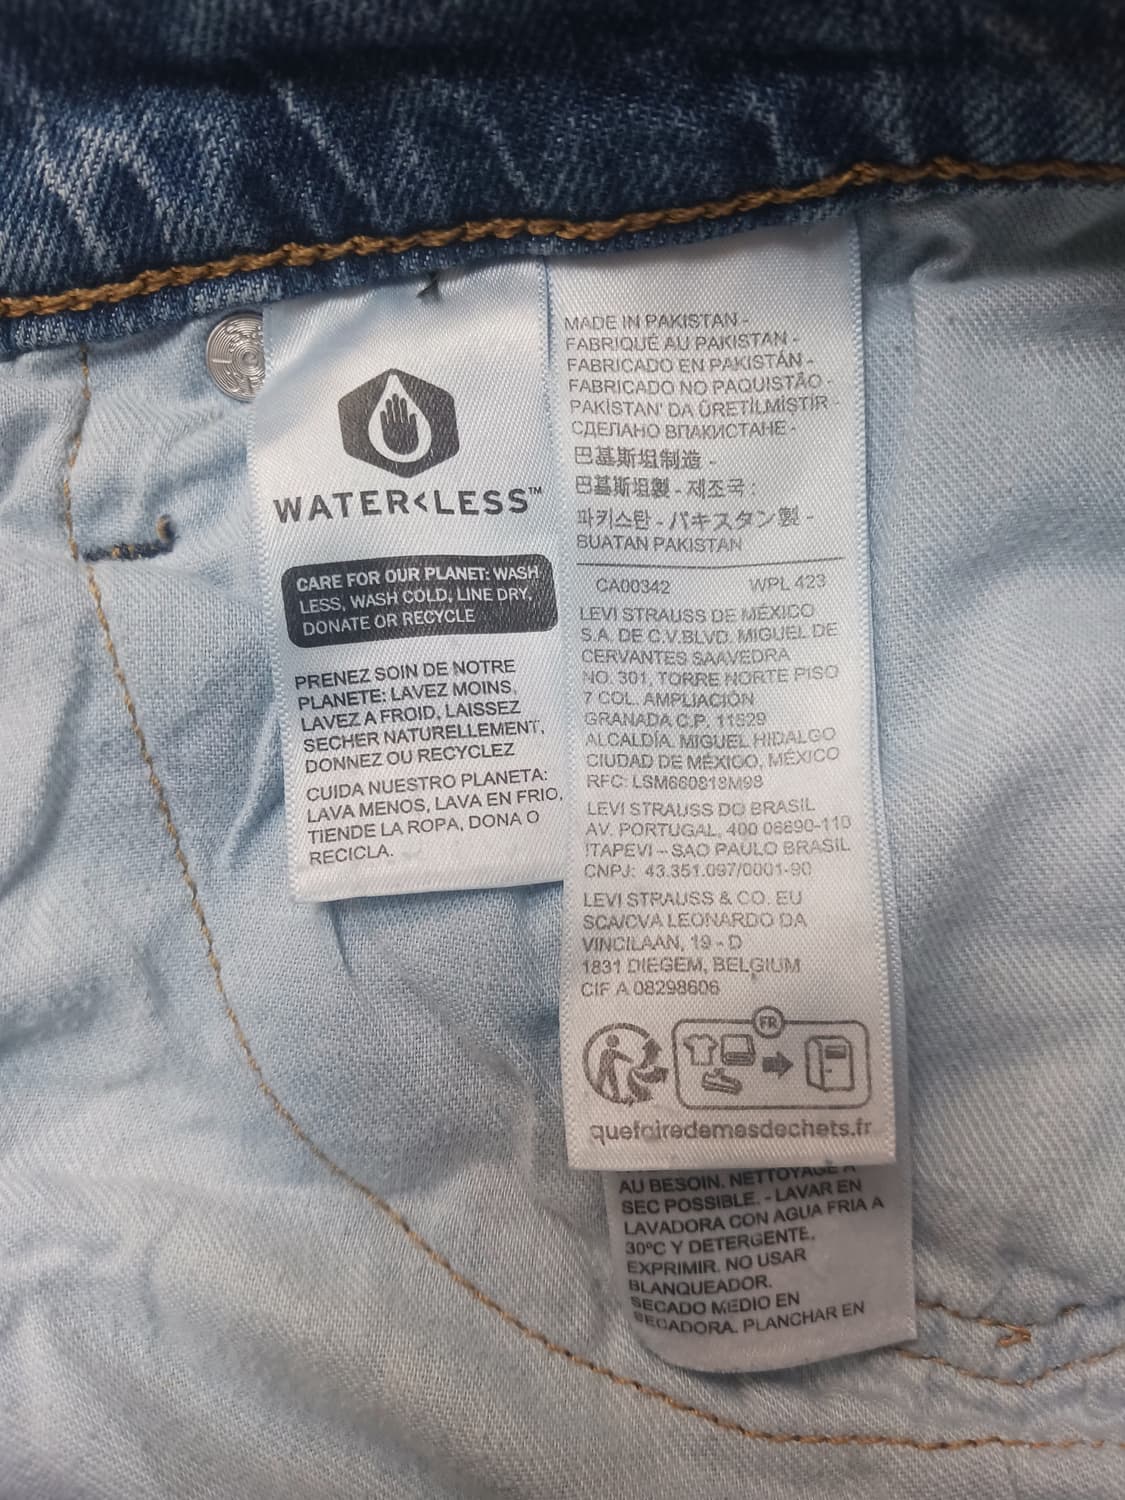 WATER<LESS™
CARE FOR OUR PLANET: WASH
LESS, WASH COLD, LINE DRY,
DONATE OR RECYCLE
PRENEZ SOIN DE NOTRE
PLANETE: LAVEZ MOINS,
LAVEZ A FROID, LAISSEZ
SECHER NATURELLEMENT,
DONNEZ OU RECYCLEZ
CUIDA NUESTRO PLANETA:
LAVA MENOS, LAVA EN FRIO,
TIENDE LA ROPA, DONA O
RECICLA.
MADE IN PAKISTAN -
FABRIQUÉ AU PAKISTAN -
FABRICADO EN PAKISTÁN -
FABRICADO NO PAQUISTÃO -
PAKİSTAN' DA ÜRETİLMİŞTİR -
СДЕЛАНО ВПАКИСТАНЕ -
巴基斯坦制造 -
巴基斯坦製 - 제조국 :
파키스탄 - パキスタン製 -
BUATAN PAKISTAN
CA00342 WPL 423
LEVI STRAUSS DE MÉXICO
S.A. DE C.V.BLVD. MIGUEL DE
CERVANTES SAAVEDRA
NO. 301, TORRE NORTE PISO
7 COL. AMPLIACIÓN
GRANADA C.P. 11529
ALCALDÍA. MIGUEL HIDALGO
CIUDAD DE MÉXICO, MÉXICO
RFC: LSM660818M98
LEVI STRAUSS DO BRASIL
AV. PORTUGAL, 400 06690-110
ITAPEVI – SAO PAULO BRASIL
CNPJ: 43.351.097/0001-90
LEVI STRAUSS & CO. EU
SCA/CVA LEONARDO DA
VINCILAAN, 19 - D
1831 DIEGEM, BELGIUM
CIF A 08298606
FR
quefairedemesdechets.fr
AU BESOIN. NETTOYAGE A
SEC POSSIBLE. - LAVAR EN
LAVADORA CON AGUA FRIA A
30ºC Y DETERGENTE.
EXPRIMIR. NO USAR
BLANQUEADOR.
SECADO MEDIO EN
SECADORA. PLANCHAR EN